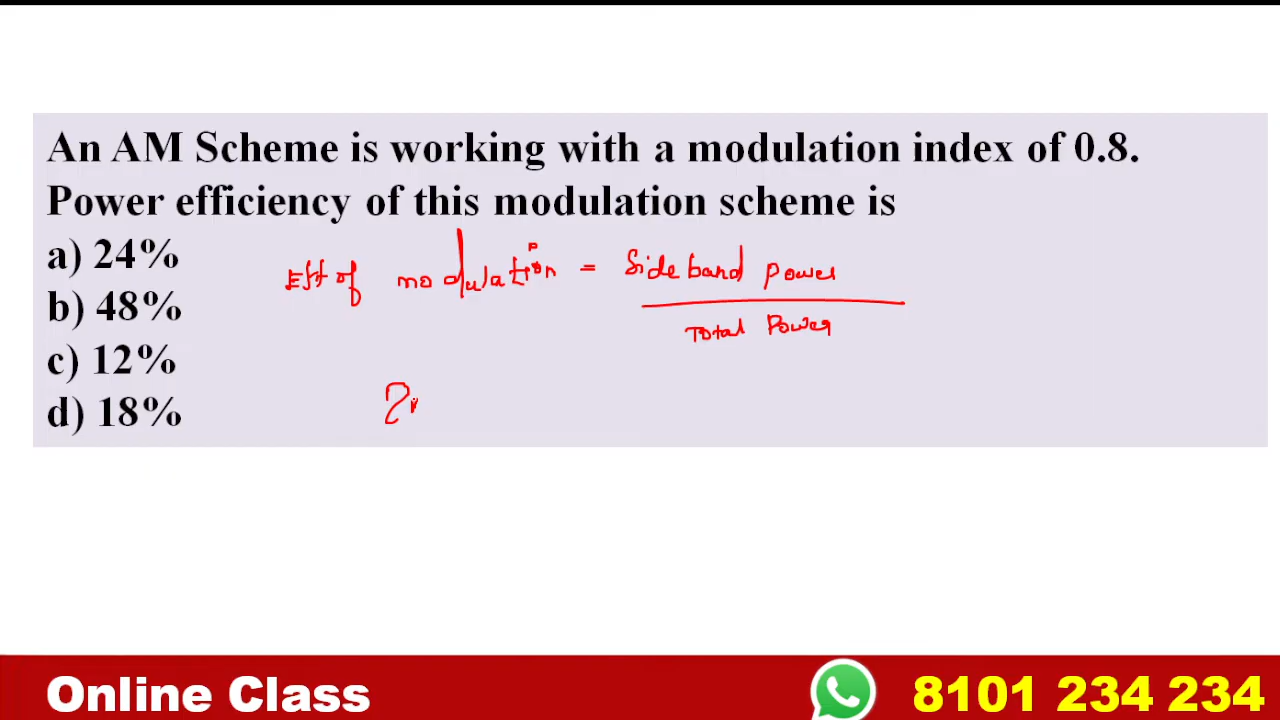 An AM Scheme is working with a modulation index of 0.8.
Power efficiency of this modulation scheme is
a) 24%
b) 48%
c) 12%
d) 18%
Eff of modulation = Side band power
Total Power
Online Class
8101 234 234